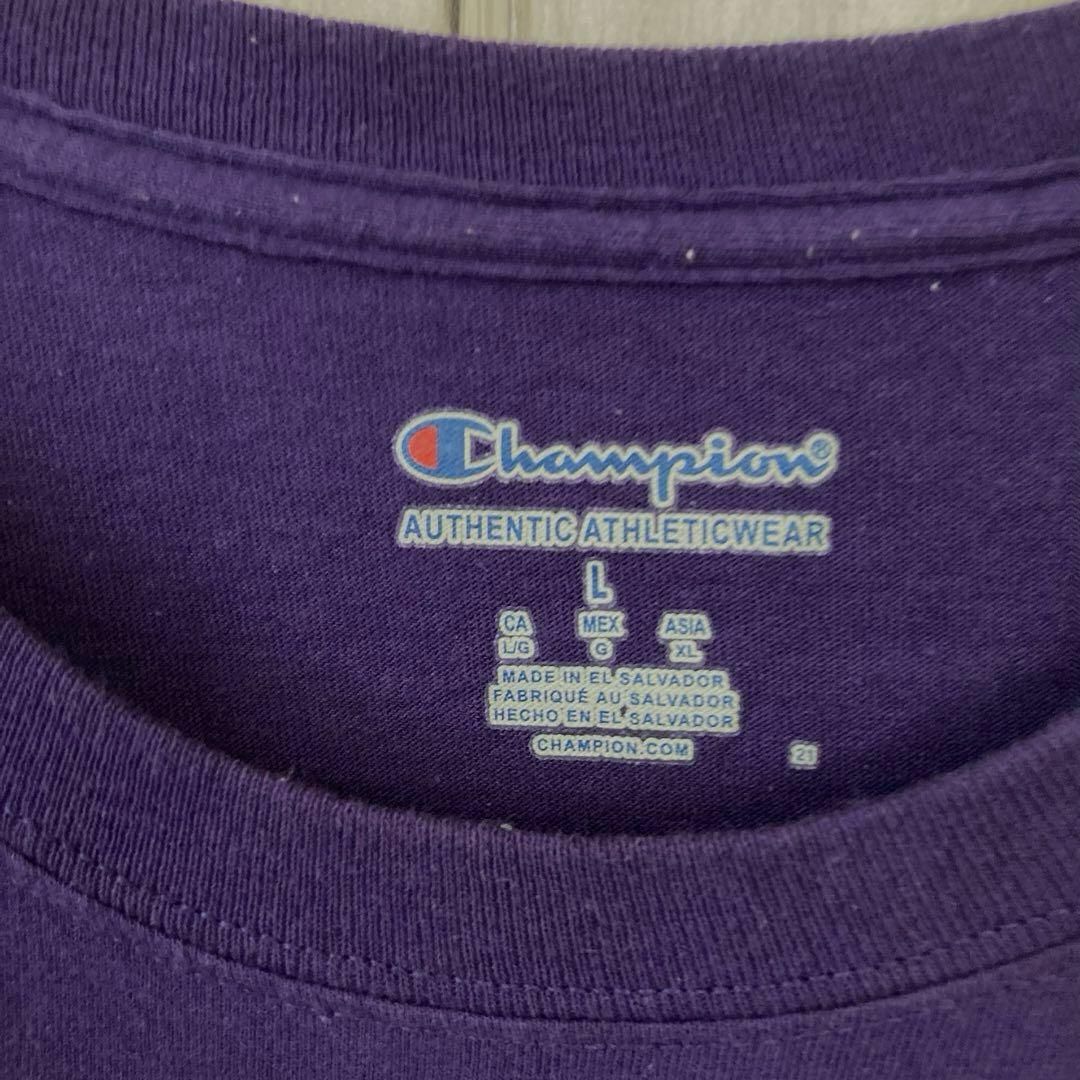 Champion®
AUTHENTIC ATHLETICWEAR
L
CA MEX ASIA
L/G G XL
MADE IN EL SALVADOR
FABRIQUÉ AU SALVADOR
HECHO EN EL SALVADOR
CHAMPION.COM 21